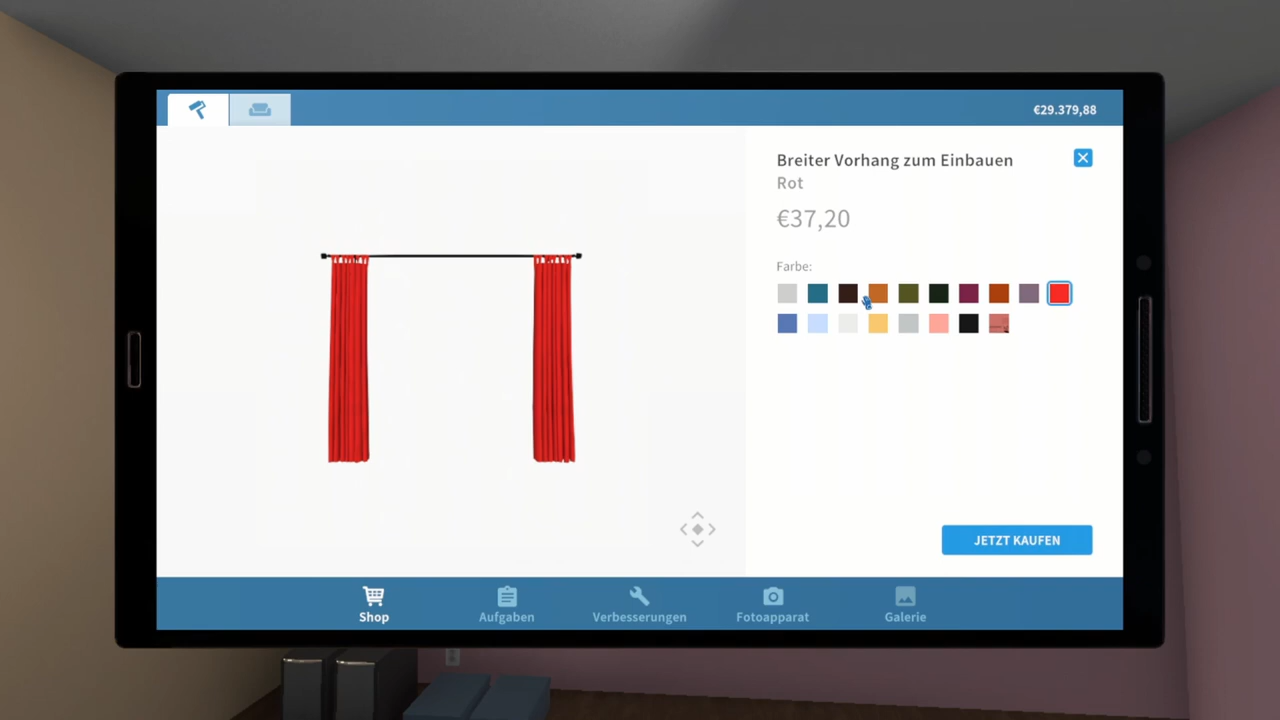 €29.379,88
Breiter Vorhang zum Einbauen
Rot
€37,20
Farbe:
JETZT KAUFEN
Shop
Aufgaben
Verbesserungen
Fotoapparat
Galerie